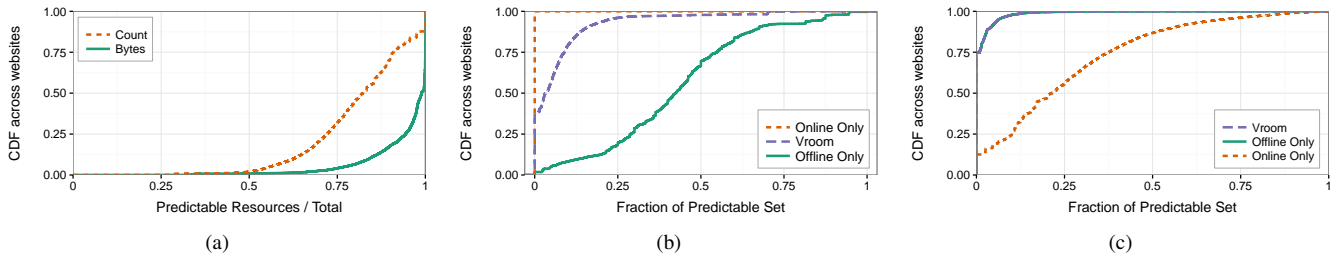 CDF across websites
1.00
0.75
0.50
0.25
0.00
Count
Bytes
0 0.25 0.5 0.75 1
Predictable Resources / Total
(a)
CDF across websites
1.00
0.75
0.50
0.25
0.00
Online Only
Vroom
Offline Only
0 0.25 0.5 0.75 1
Fraction of Predictable Set
(b)
CDF across websites
1.00
0.75
0.50
0.25
0.00
Vroom
Offline Only
Online Only
0 0.25 0.5 0.75 1
Fraction of Predictable Set
(c)